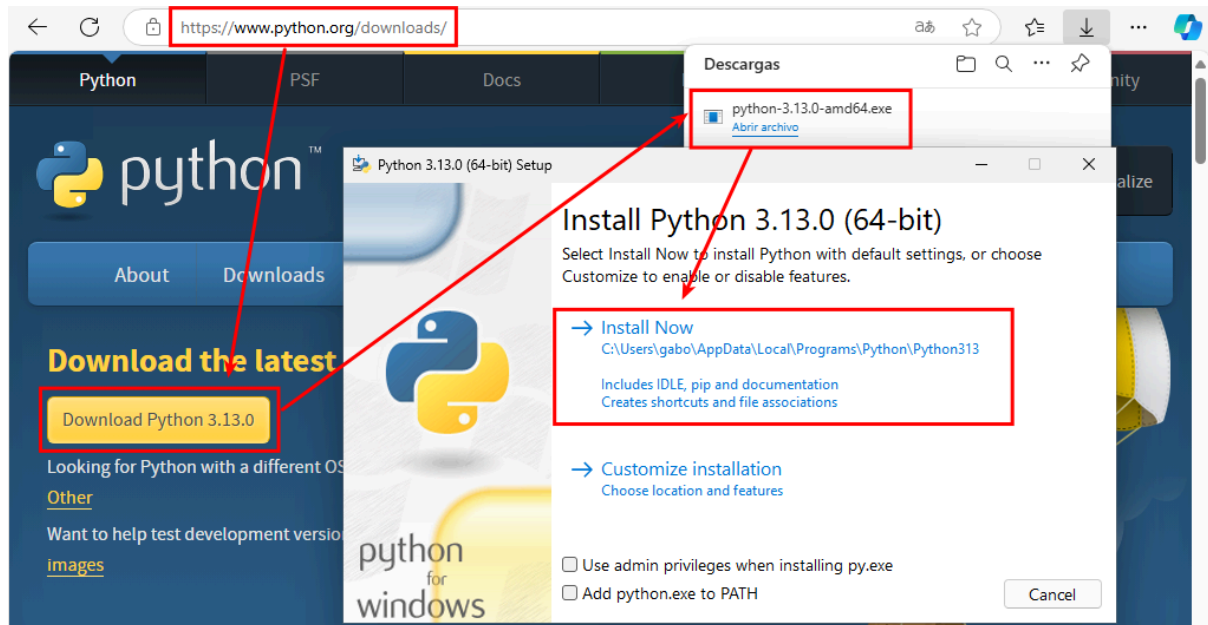 https://www.python.org/downloads/
Python
PSF
Docs
nity
Descargas
python-3.13.0-amd64.exe
Abrir archivo
python™
alize
About
Downloads
Download the latest
Download Python 3.13.0
Looking for Python with a different OS
Other
Want to help test development versio
images
Python 3.13.0 (64-bit) Setup
Install Python 3.13.0 (64-bit)
Select Install Now to install Python with default settings, or choose
Customize to enable or disable features.
Install Now
C:\Users\gabo\AppData\Local\Programs\Python\Python313
Includes IDLE, pip and documentation
Creates shortcuts and file associations
Customize installation
Choose location and features
python
for
windows
Use admin privileges when installing py.exe
Add python.exe to PATH
Cancel